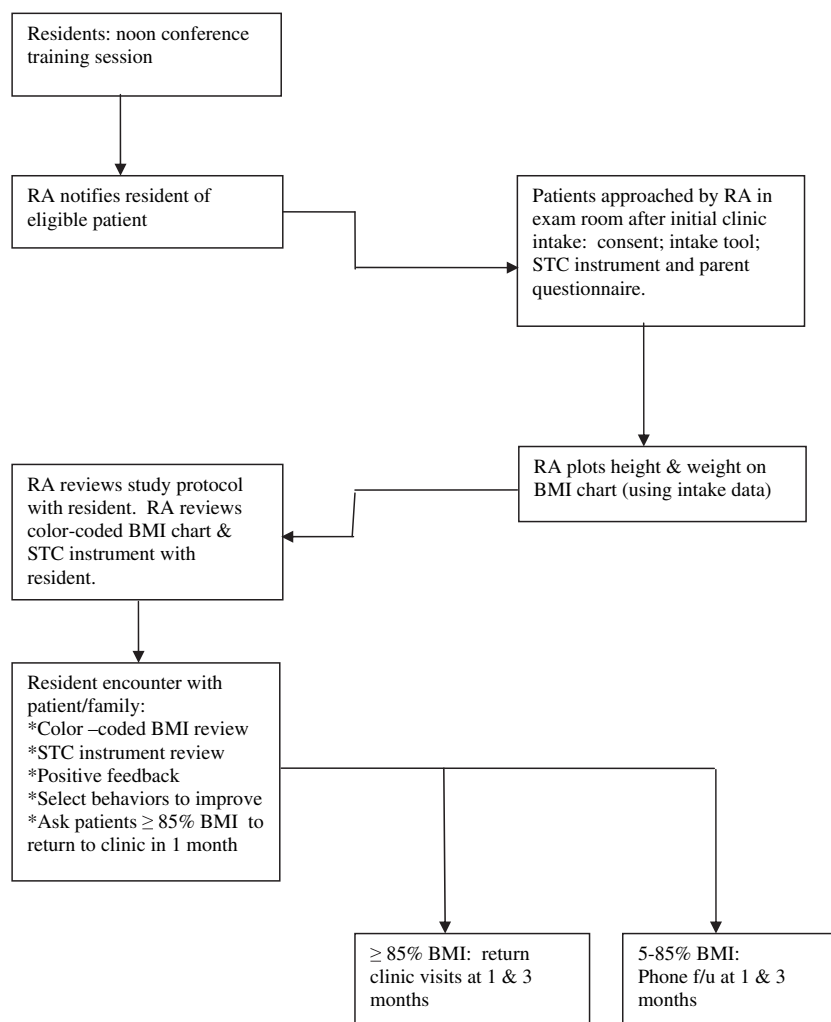 Residents: noon conference
training session
RA notifies resident of
eligible patient
Patients approached by RA in
exam room after initial clinic
intake: consent; intake tool;
STC instrument and parent
questionnaire.
RA plots height & weight on
BMI chart (using intake data)
RA reviews study protocol
with resident. RA reviews
color-coded BMI chart &
STC instrument with
resident.
Resident encounter with
patient/family:
*Color –coded BMI review
*STC instrument review
*Positive feedback
*Select behaviors to improve
*Ask patients ≥ 85% BMI to
return to clinic in 1 month
≥ 85% BMI: return
clinic visits at 1 & 3
months
5-85% BMI:
Phone f/u at 1 & 3
months